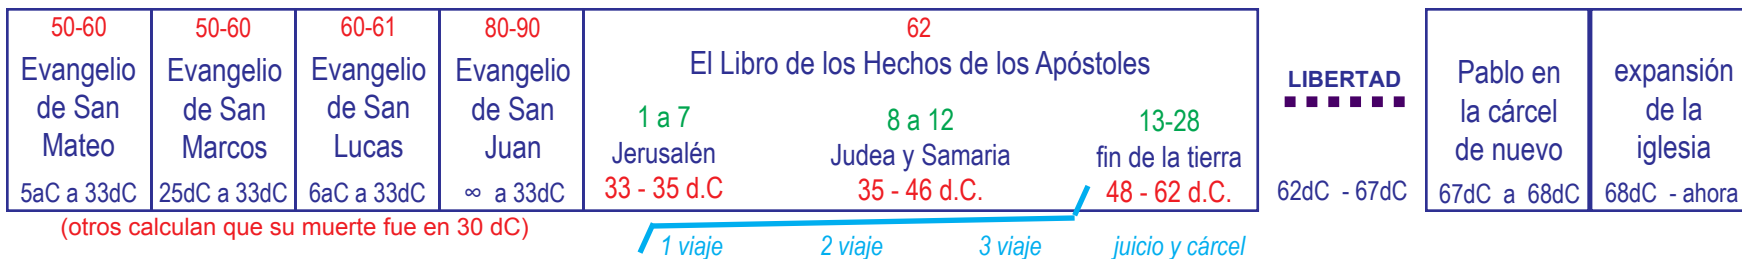 50-60
Evangelio
de San
Mateo
5aC a 33dC
50-60
Evangelio
de San
Marcos
25dC a 33dC
60-61
Evangelio
de San
Lucas
6aC a 33dC
80-90
Evangelio
de San
Juan
∞ a 33dC
(otros calculan que su muerte fue en 30 dC)
62
El Libro de los Hechos de los Apóstoles
1 a 7
Jerusalén
33 - 35 d.C
8 a 12
Judea y Samaria
35 - 46 d.C.
13-28
fin de la tierra
48 - 62 d.C.
1 viaje
2 viaje
3 viaje
juicio y cárcel
LIBERTAD
62dC - 67dC
Pablo en
la cárcel
de nuevo
67dC a 68dC
expansión
de la
iglesia
68dC - ahora